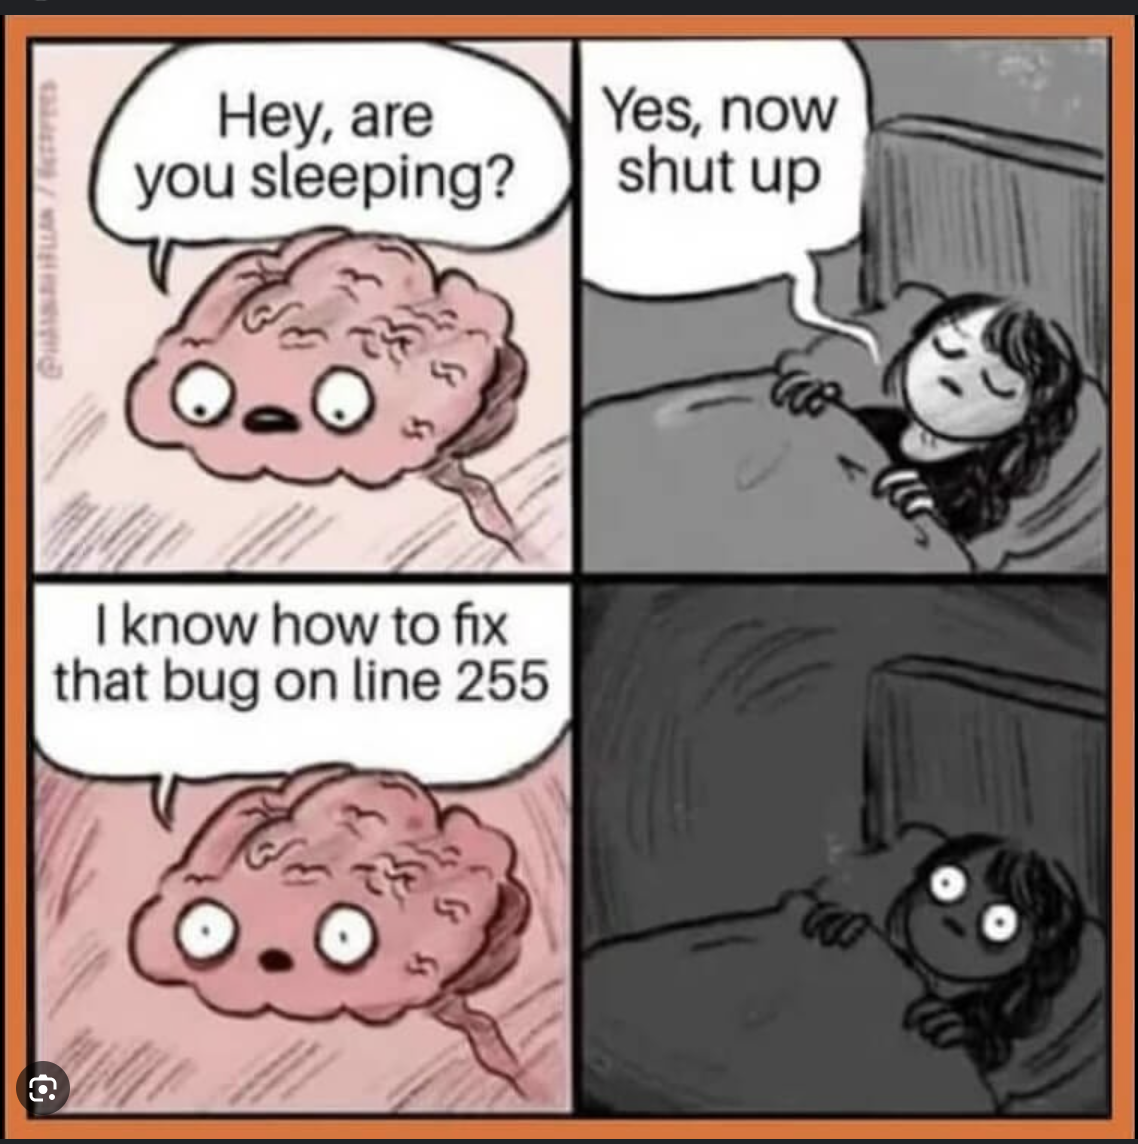 Hey, are
you sleeping?
Yes, now
shut up
I know how to fix
that bug on line 255